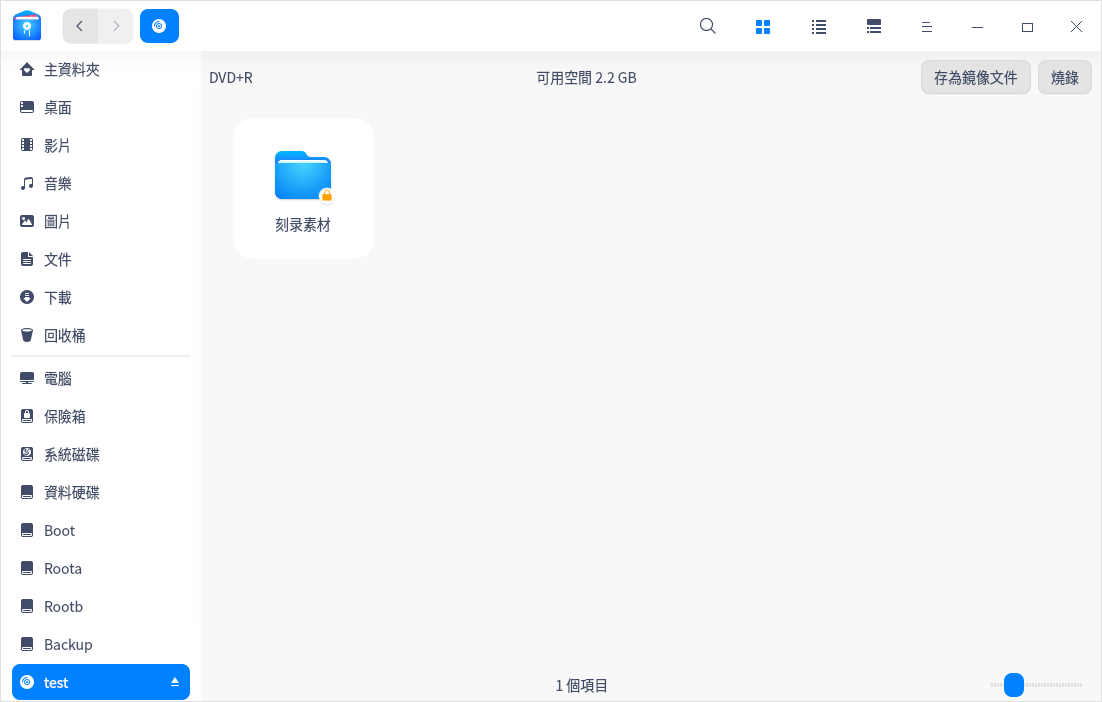 主資料夾
桌面
影片
音樂
圖片
文件
下載
回收桶
電腦
保險箱
系統磁碟
資料硬碟
Boot
Roota
Rootb
Backup
test
DVD+R
可用空間 2.2 GB
存為鏡像文件
燒錄
刻录素材
1 個項目